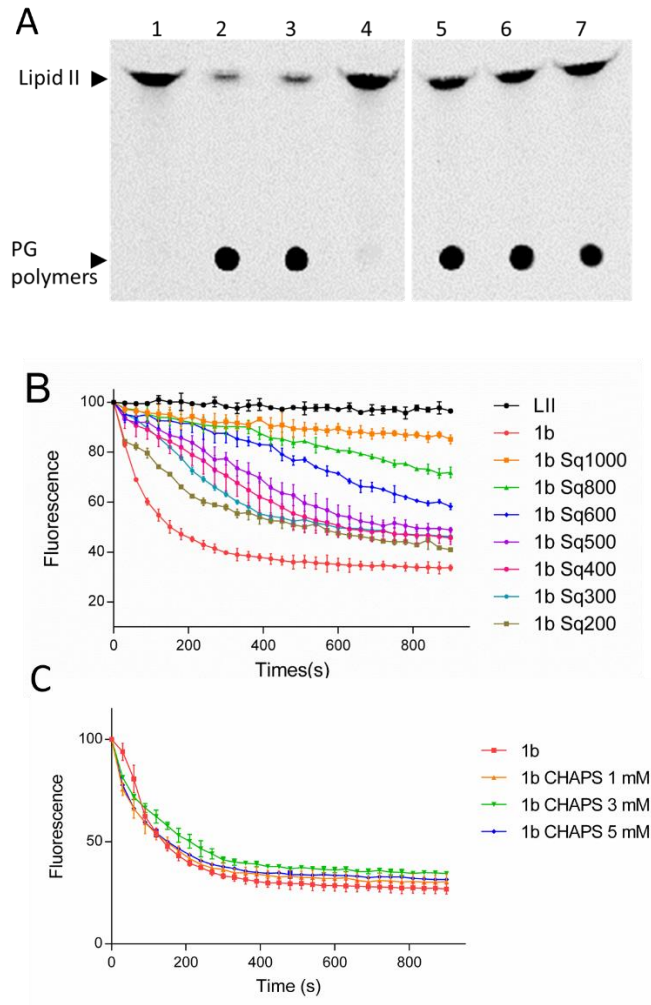 A
1 2 3 4 5 6 7
Lipid II
PG
polymers
B
100
80
60
40
20
0 200 400 600 800
Fluorescence
Times(s)
LII
1b
1b Sq1000
1b Sq800
1b Sq600
1b Sq500
1b Sq400
1b Sq300
1b Sq200
C
100
50
0
0 200 400 600 800
Fluorescence
Time (s)
1b
1b CHAPS 1 mM
1b CHAPS 3 mM
1b CHAPS 5 mM